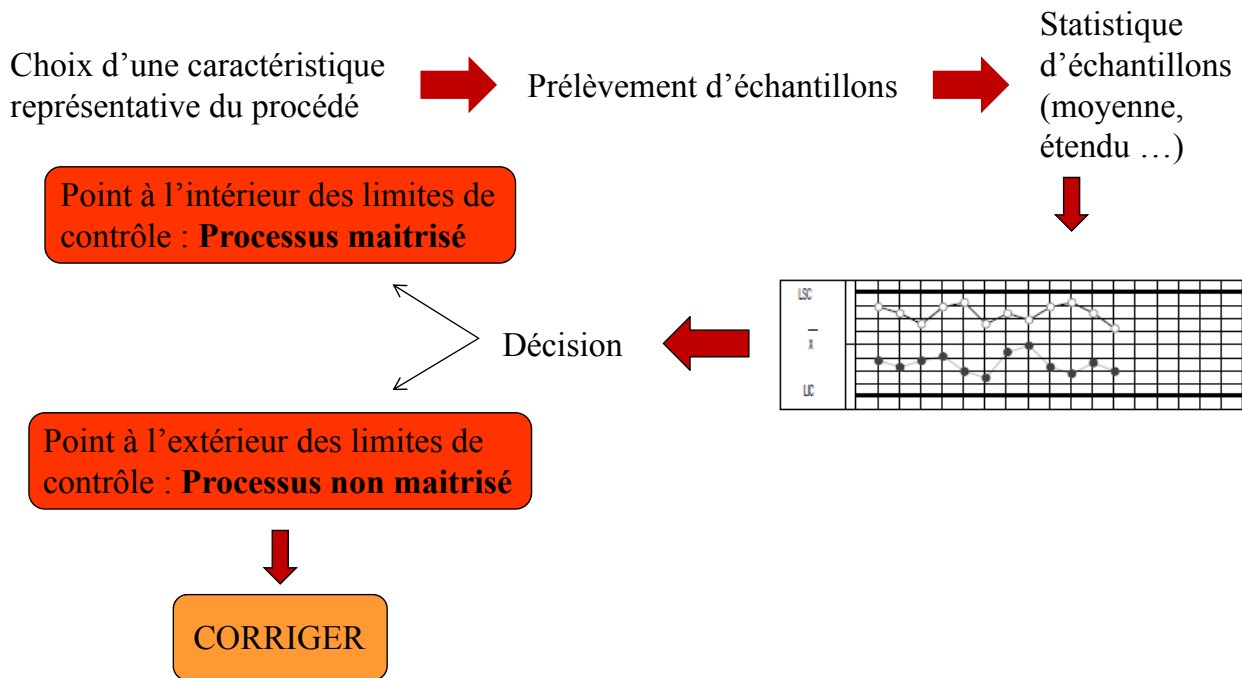 Choix d’une caractéristique
représentative du procédé
Prélèvement d’échantillons
Statistique
d’échantillons
(moyenne,
étendu …)
LSC
x
LIC
Décision
Point à l’intérieur des limites de
contrôle : Processus maitrisé
Point à l’extérieur des limites de
contrôle : Processus non maitrisé
CORRIGER